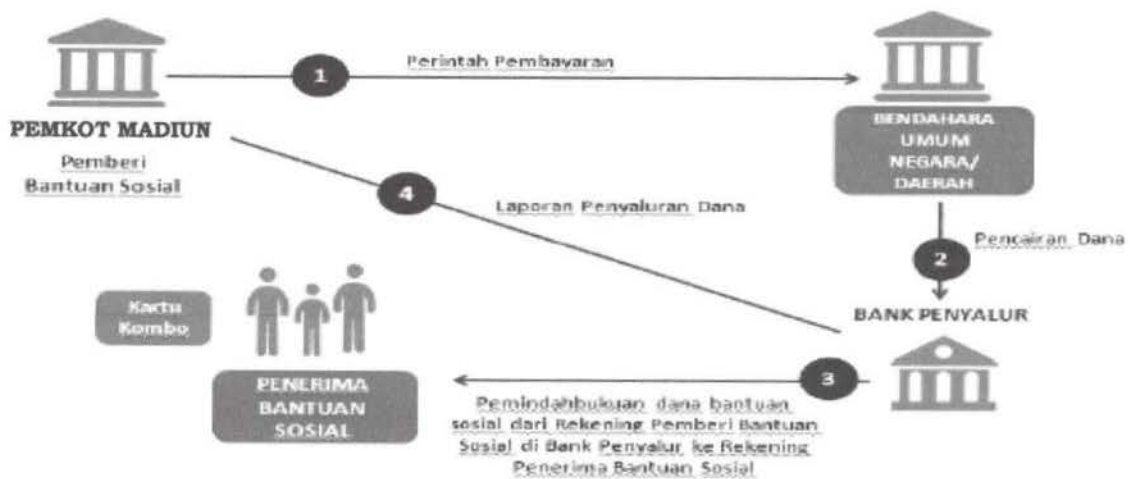 1
Perintah Pembayaran
PEMKOT MADIUN
Pemberi
Bantuan Sosial
BENDAHARA
UMUM
NEGARA/
DAERAH
4
Laporan Penyaluran Dana
2
Pencairan Dana
BANK PENYALUR
Kartu
Kombo
PENERIMA
BANTUAN
SOSIAL
3
Pemindahbukuan dana bantuan
sosial dari Rekening Pemberi Bantuan
Sosial di Bank Penyalur ke Rekening
Penerima Bantuan Sosial